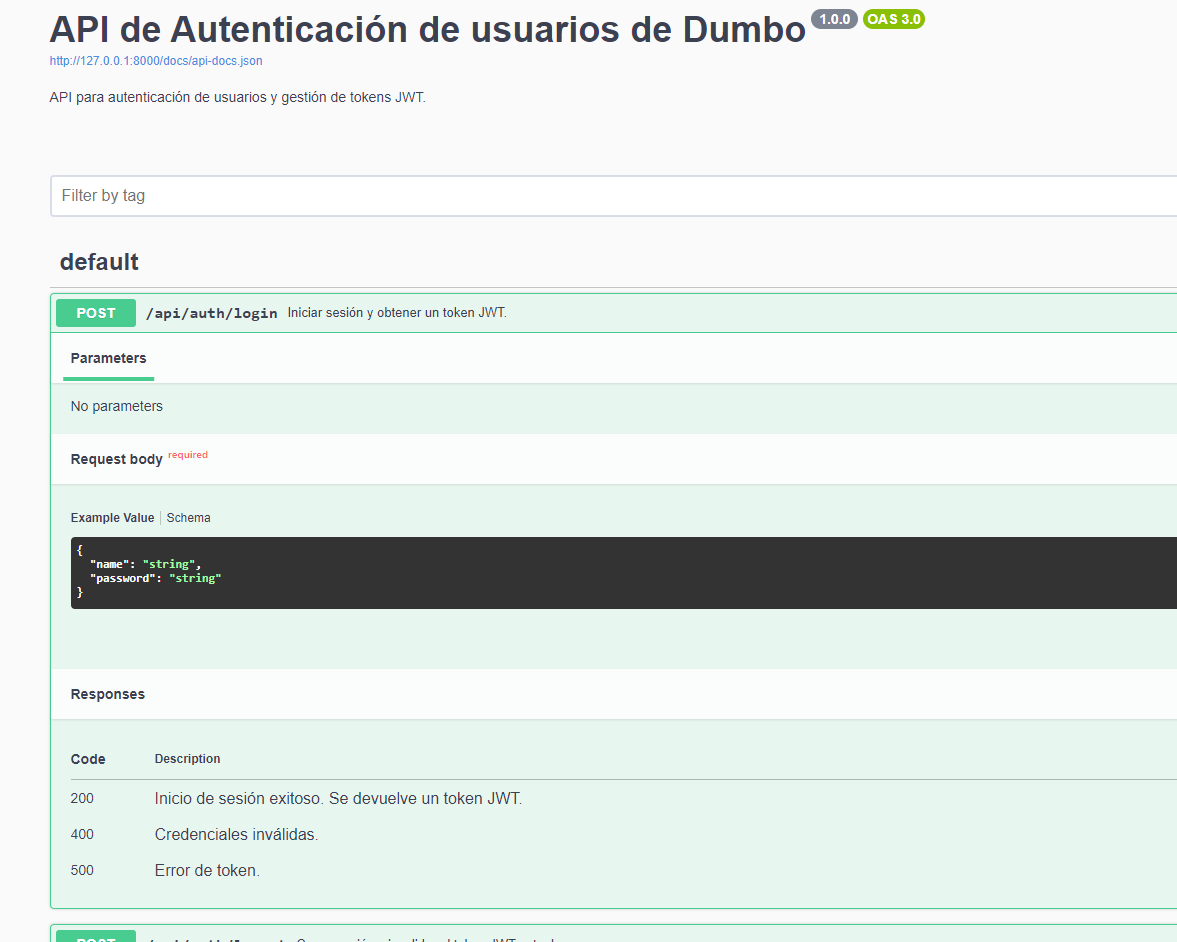 API de Autenticación de usuarios de Dumbo 1.0.0 OAS 3.0
http://127.0.0.1:8000/docs/api-docs.json
API para autenticación de usuarios y gestión de tokens JWT.
Filter by tag
default
POST /api/auth/login Iniciar sesión y obtener un token JWT.
Parameters
No parameters
Request body required
Example Value Schema
{
"name": "string",
"password": "string"
}
Responses
Code Description
200 Inicio de sesión exitoso. Se devuelve un token JWT.
400 Credenciales inválidas.
500 Error de token.
POST